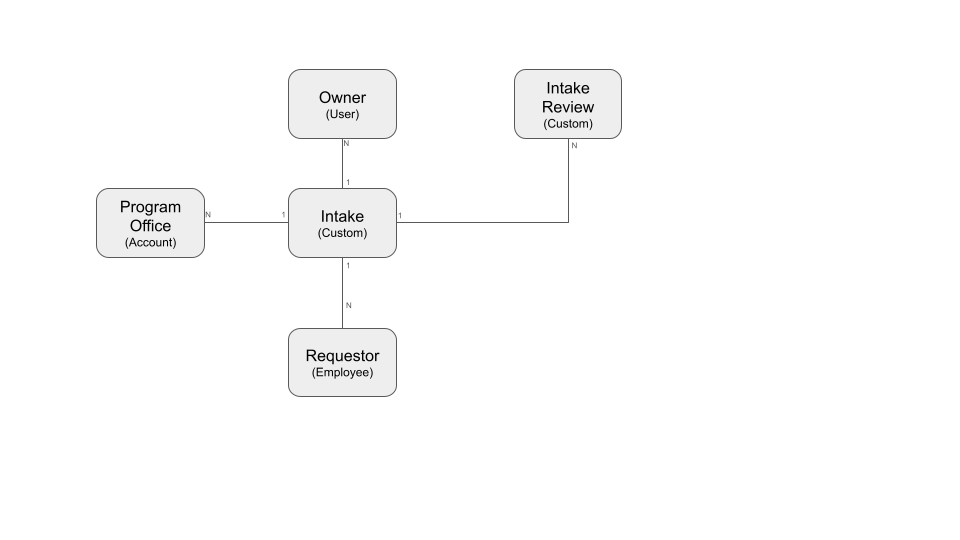 Owner
(User)
Intake
Review
(Custom)
N
N
1
Program
Office
(Account)
N
1
Intake
(Custom)
1
1
N
Requestor
(Employee)